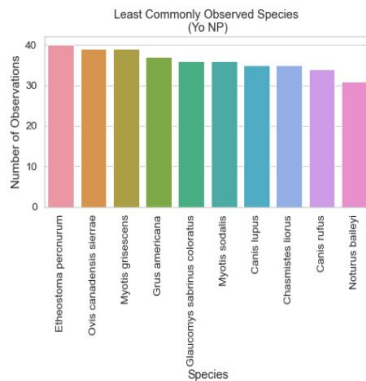 Least Commonly Observed Species
(Yo NP)
Number of Observations
40
30
20
10
0
Etheostoma percnurum
Ovis canadensis sierrae
Myotis grisescens
Grus americana
Glaucomys sabrinus coloratus
Myotis sodalis
Canis lupus
Chasmistes liorus
Canis rufus
Noturus baileyi
Species